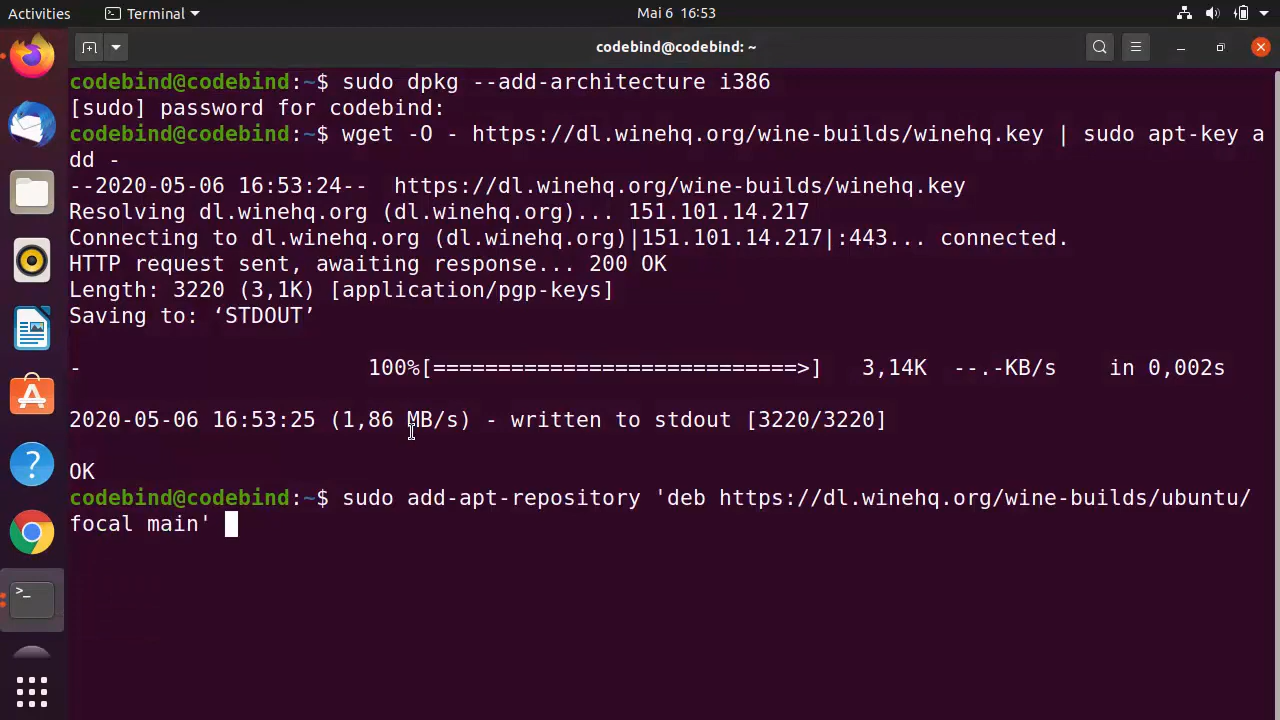 Activities Terminal Mai 6 16:53
codebind@codebind: ~
codebind@codebind:~$ sudo dpkg --add-architecture i386
[sudo] password for codebind:
codebind@codebind:~$ wget -O - https://dl.winehq.org/wine-builds/winehq.key | sudo apt-key a
dd -
--2020-05-06 16:53:24--  https://dl.winehq.org/wine-builds/winehq.key
Resolving dl.winehq.org (dl.winehq.org)... 151.101.14.217
Connecting to dl.winehq.org (dl.winehq.org)|151.101.14.217|:443... connected.
HTTP request sent, awaiting response... 200 OK
Length: 3220 (3,1K) [application/pgp-keys]
Saving to: ‘STDOUT’
-                       100%[============================>]   3,14K  --.-KB/s    in 0,002s
2020-05-06 16:53:25 (1,86 MB/s) - written to stdout [3220/3220]
OK
codebind@codebind:~$ sudo add-apt-repository 'deb https://dl.winehq.org/wine-builds/ubuntu/
focal main'